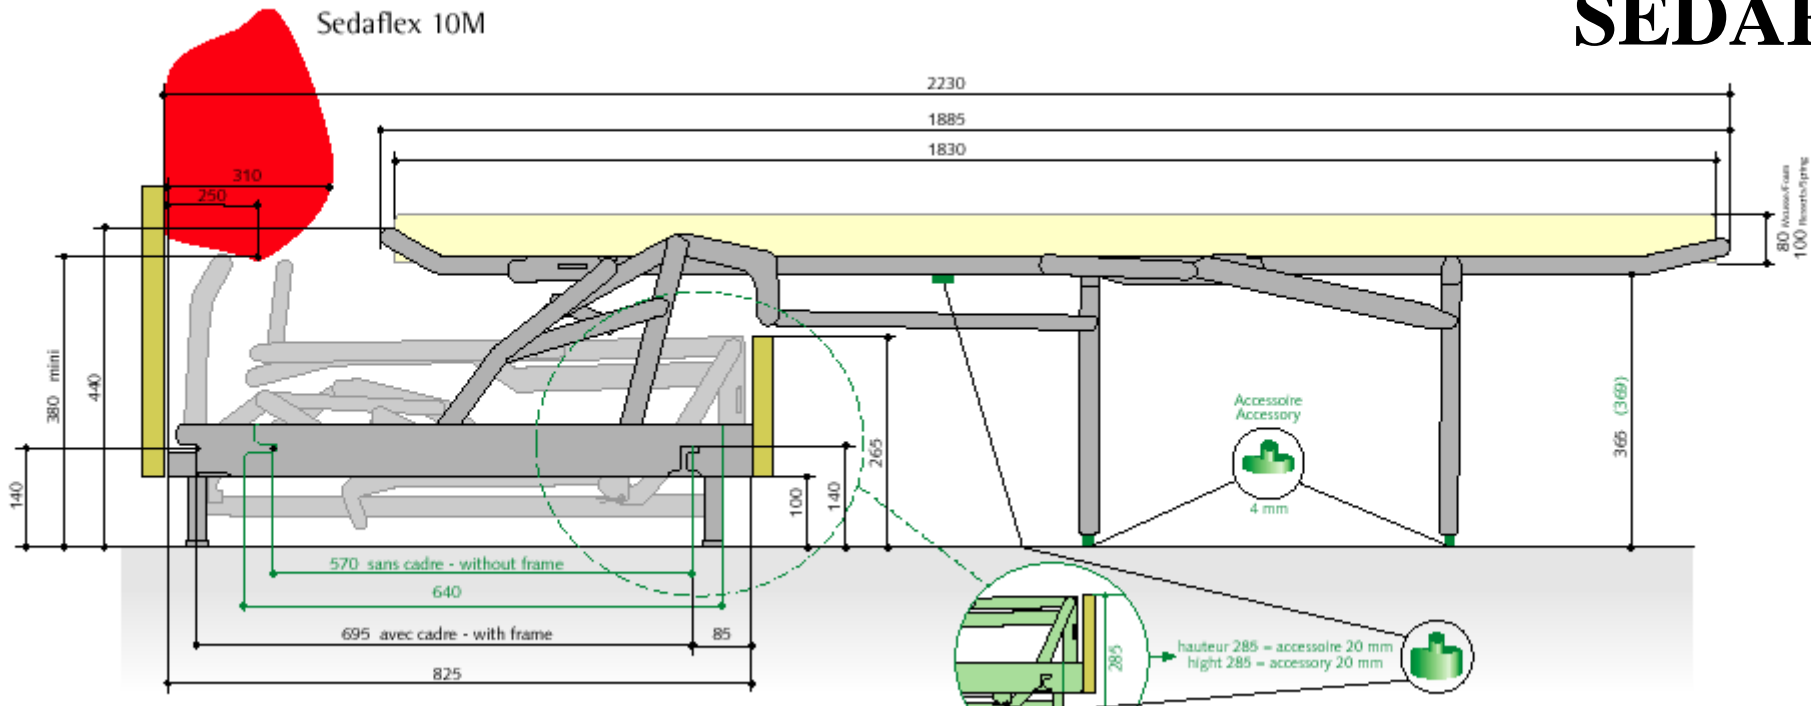 Sedaflex 10M
SEDAF
2230
1885
1830
310
250
80 Mousse/Foam
100 Ressorts/Spring
380 mini
440
140
265
100
140
365 (369)
Accessoire
Accessory
4 mm
570 sans cadre - without frame
640
695 avec cadre - with frame
85
825
285
hauteur 285 = accessoire 20 mm
hight 285 = accessory 20 mm